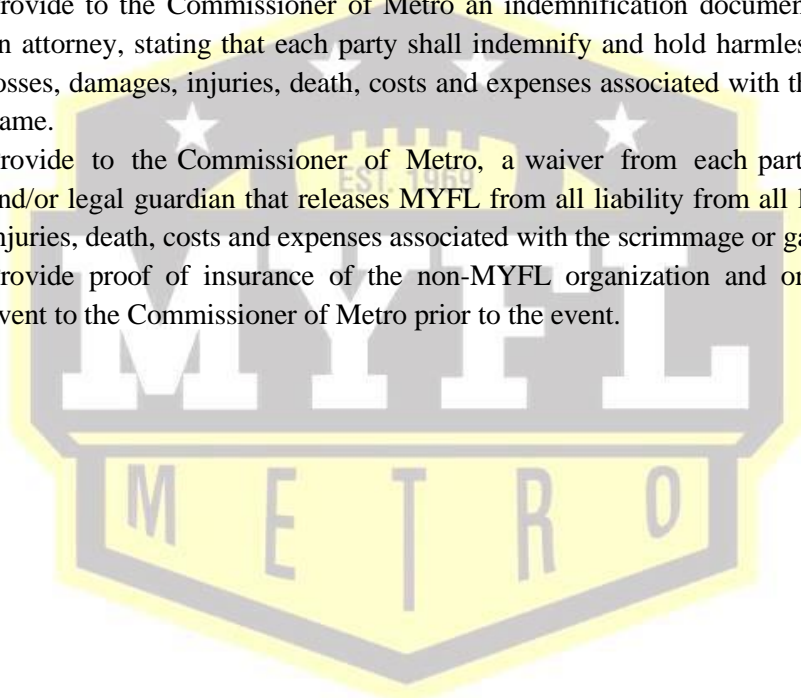 rovide to the Commissioner of Metro an indemnification documen
n attorney, stating that each party shall indemnify and hold harmles
osses, damages, injuries, death, costs and expenses associated with th
ame.
rovide to the Commissioner of Metro, a waiver from each part
nd/or legal guardian that releases MYFL from all liability from all l
njuries, death, costs and expenses associated with the scrimmage or ga
rovide proof of insurance of the non-MYFL organization and or
vent to the Commissioner of Metro prior to the event.
EST. 1969
MYFL
METRO